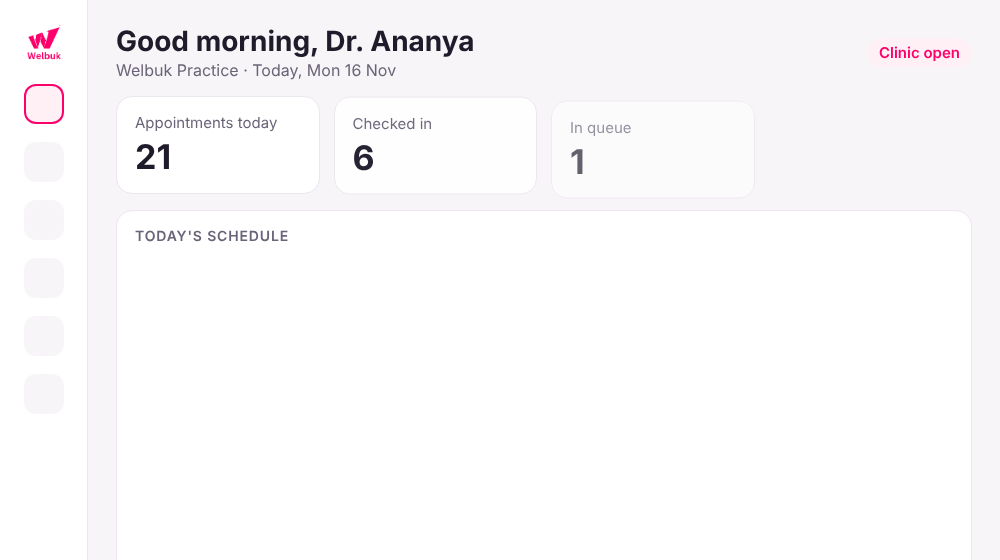 Welbuk
Good morning, Dr. Ananya
Welbuk Practice · Today, Mon 16 Nov
Clinic open
Appointments today
21
Checked in
6
In queue
1
TODAY'S SCHEDULE